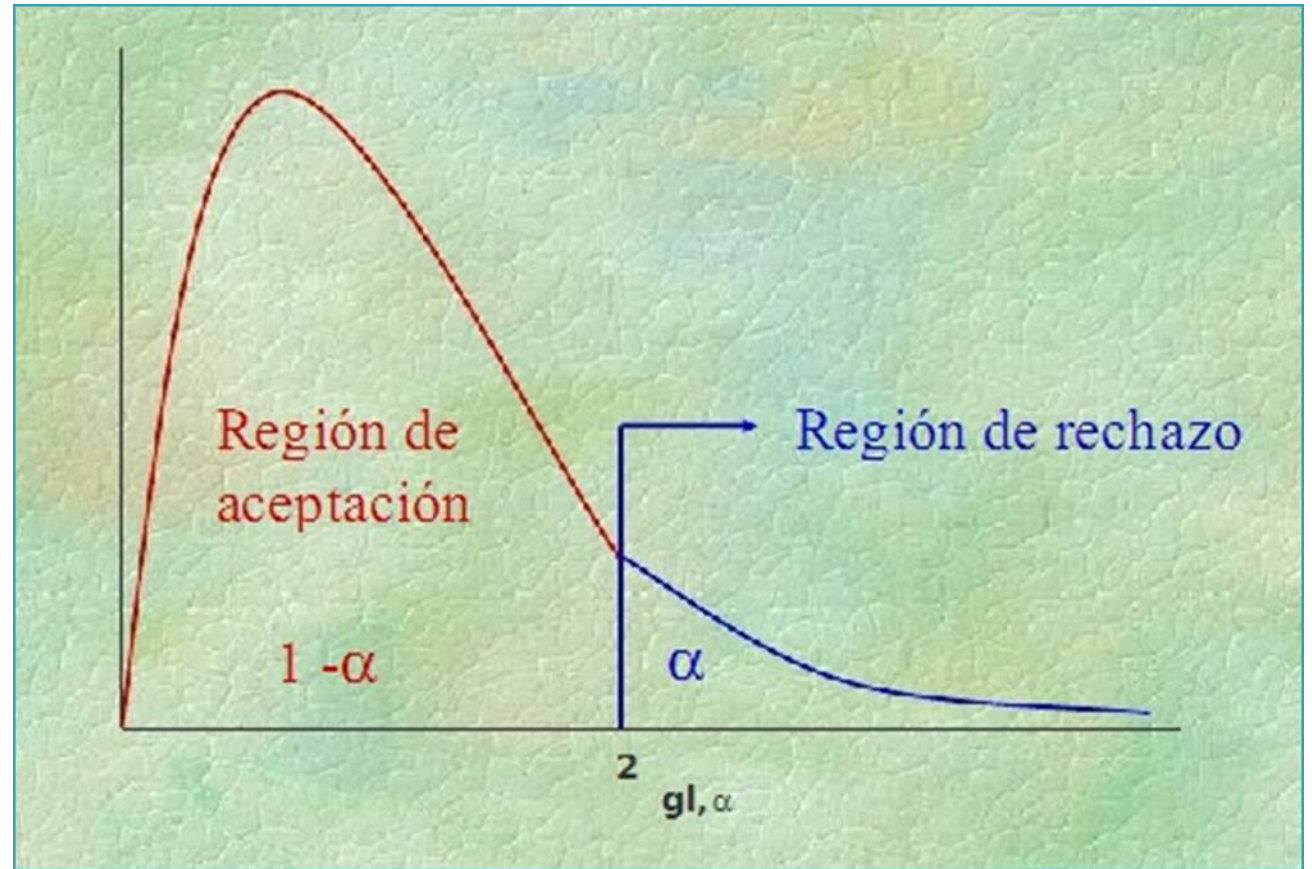 Región de
aceptación
Región de rechazo
1 -α
α
2
gl, α